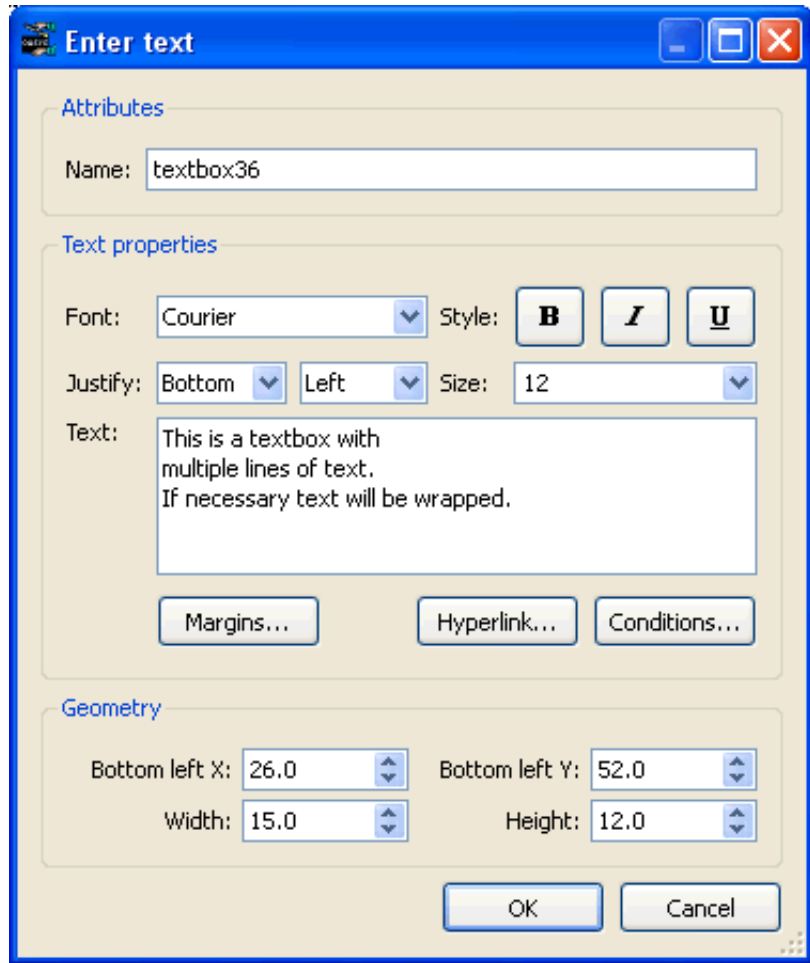 Enter text
Attributes
Name: textbox36
Text properties
Font: Courier Style: B I U
Justify: Bottom Left Size: 12
Text: This is a textbox with
multiple lines of text.
If necessary text will be wrapped.
Margins... Hyperlink... Conditions...
Geometry
Bottom left X: 26.0 Bottom left Y: 52.0
Width: 15.0 Height: 12.0
OK Cancel